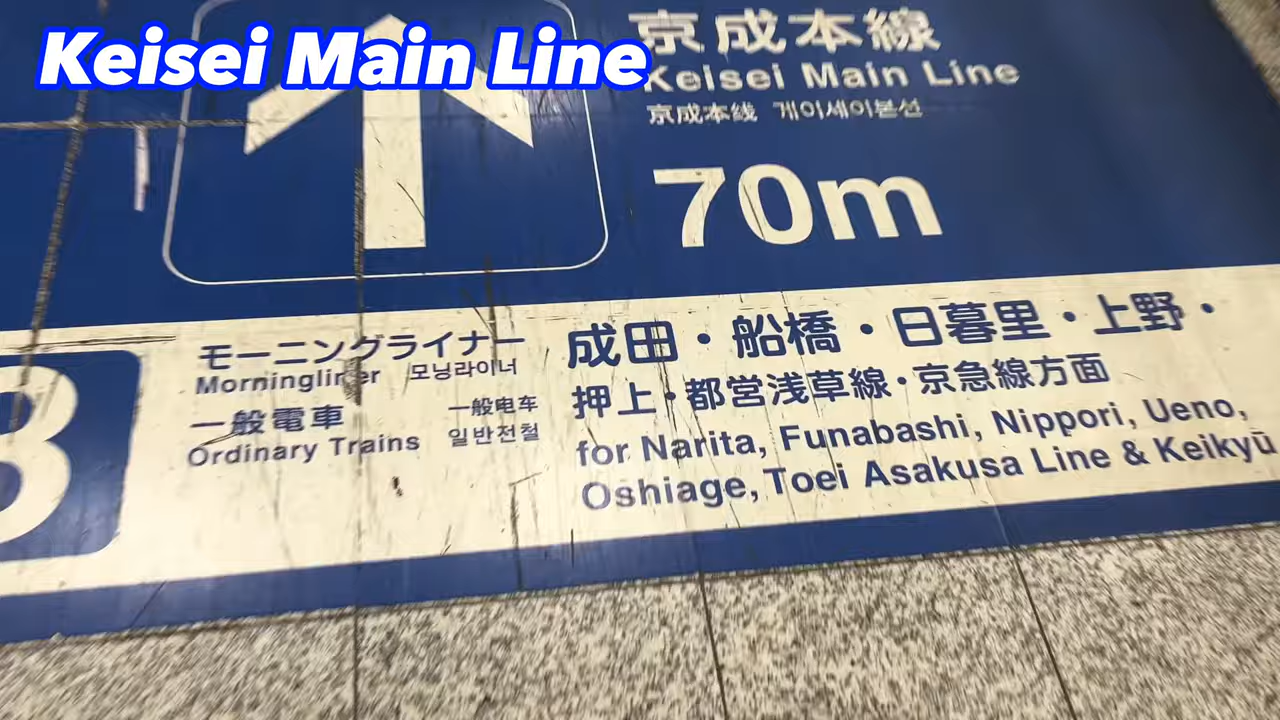 Keisei Main Line
京成本線
Keisei Main Line
京成本线 게이세이본선
70m
3
モーニングライナー
Morningliner 모닝라이너
一般電車 一般电车
Ordinary Trains 일반전철
成田・船橋・日暮里・上野・
押上・都営浅草線・京急線方面
for Narita, Funabashi, Nippori, Ueno,
Oshiage, Toei Asakusa Line & Keikyū